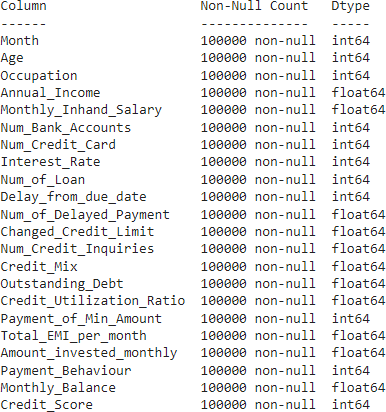 Column                    Non-Null Count   Dtype
------                    --------------   -----
Month                     100000 non-null  int64
Age                       100000 non-null  int64
Occupation                100000 non-null  int64
Annual_Income             100000 non-null  float64
Monthly_Inhand_Salary     100000 non-null  float64
Num_Bank_Accounts         100000 non-null  int64
Num_Credit_Card           100000 non-null  int64
Interest_Rate             100000 non-null  int64
Num_of_Loan               100000 non-null  int64
Delay_from_due_date       100000 non-null  int64
Num_of_Delayed_Payment    100000 non-null  float64
Changed_Credit_Limit      100000 non-null  float64
Num_Credit_Inquiries      100000 non-null  float64
Credit_Mix                100000 non-null  float64
Outstanding_Debt          100000 non-null  float64
Credit_Utilization_Ratio  100000 non-null  float64
Payment_of_Min_Amount     100000 non-null  int64
Total_EMI_per_month       100000 non-null  float64
Amount_invested_monthly   100000 non-null  float64
Payment_Behaviour         100000 non-null  int64
Monthly_Balance           100000 non-null  float64
Credit_Score              100000 non-null  int64